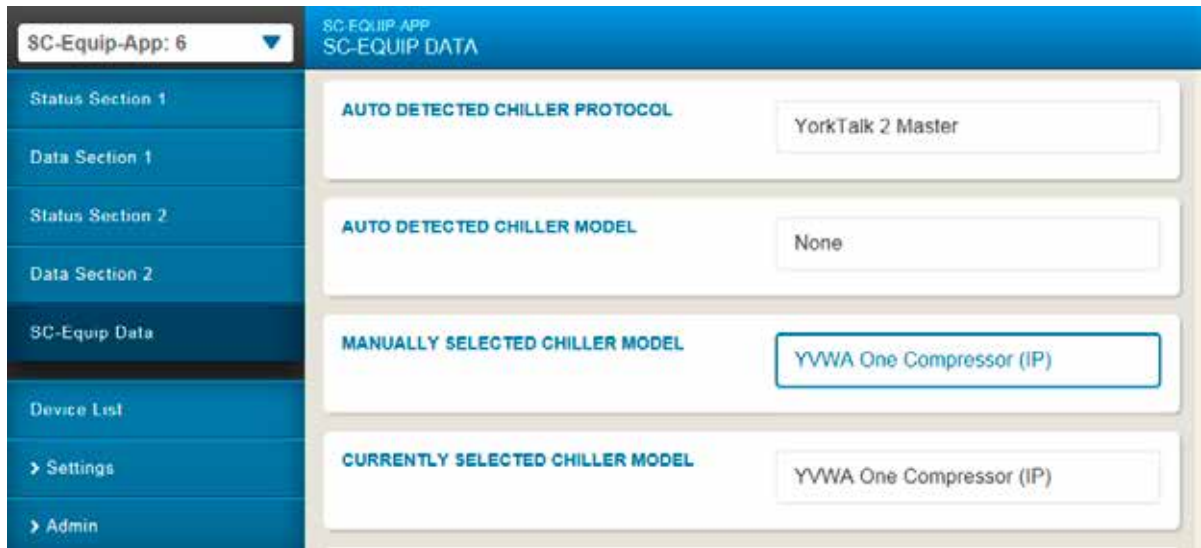 SC-Equip-App: 6
SC-EQUIP-APP
SC-EQUIP DATA
Status Section 1
Data Section 1
Status Section 2
Data Section 2
SC-Equip Data
Device List
> Settings
> Admin
AUTO DETECTED CHILLER PROTOCOL
YorkTalk 2 Master
AUTO DETECTED CHILLER MODEL
None
MANUALLY SELECTED CHILLER MODEL
YVWA One Compressor (IP)
CURRENTLY SELECTED CHILLER MODEL
YVWA One Compressor (IP)